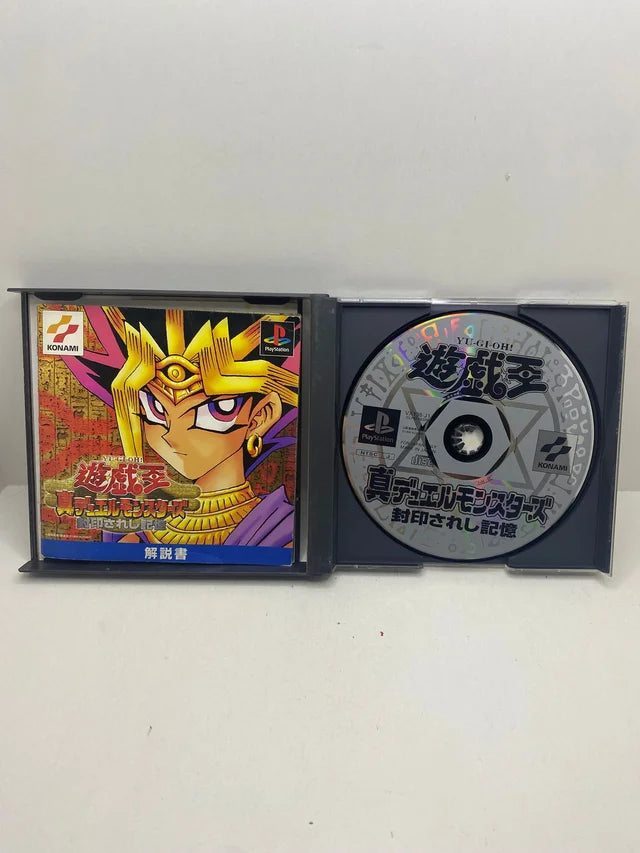 KONAMI
PlayStation
YU-GI-OH!
遊戯王
真デュエルモンスターズ
封印されし記憶
解説書
YU-GI-OH!
遊戯王
PlayStation
NTSC J
KONAMI
真デュエルモンスターズ
封印されし記憶